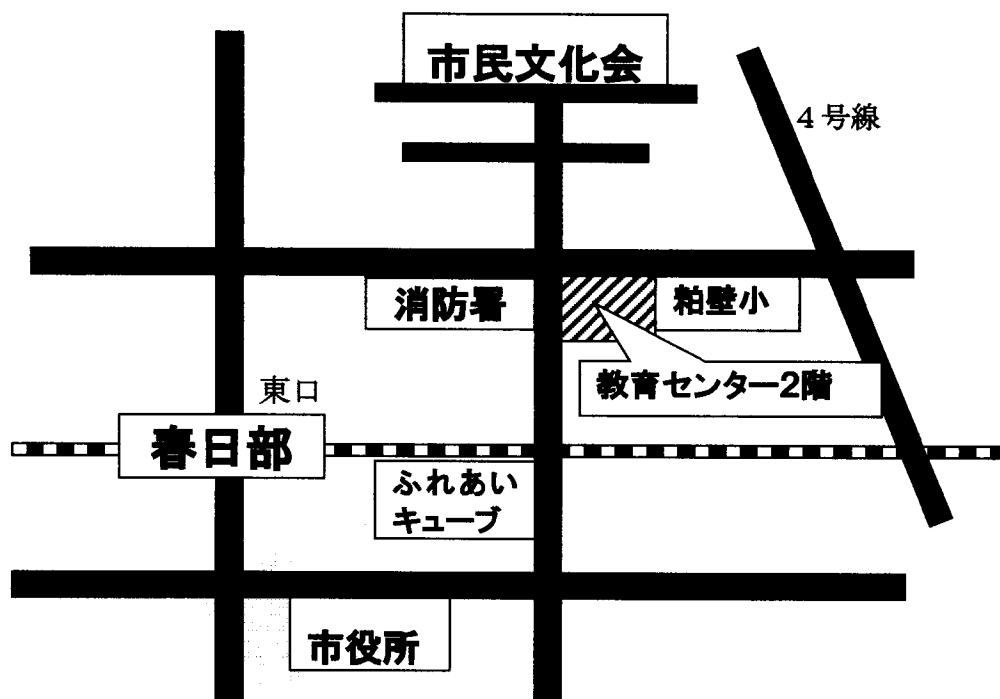 市民文化会
4号線
消防署
粕壁小
教育センター2階
東口
春日部
ふれあい
キューブ
市役所